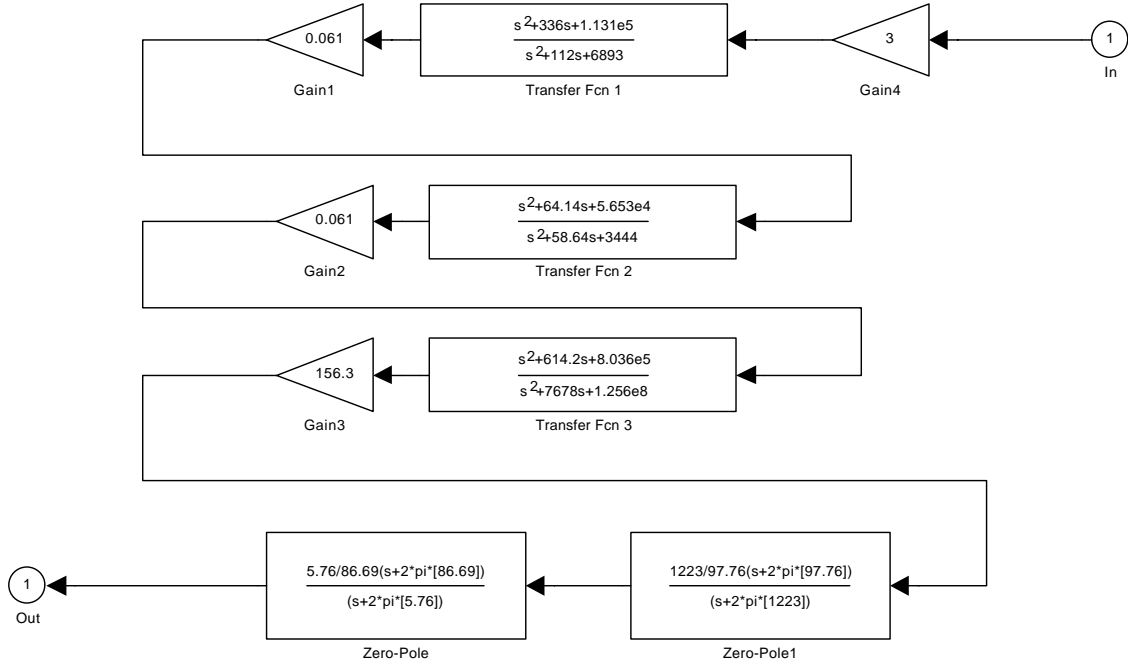 0.061
Gain1
s2+336s+1.131e5
s2+112s+6893
Transfer Fcn 1
3
Gain4
1
In
0.061
Gain2
s2+64.14s+5.653e4
s2+58.64s+3444
Transfer Fcn 2
156.3
Gain3
s2+614.2s+8.036e5
s2+7678s+1.256e8
Transfer Fcn 3
1
Out
5.76/86.69(s+2*pi*[86.69])
(s+2*pi*[5.76])
Zero-Pole
1223/97.76(s+2*pi*[97.76])
(s+2*pi*[1223])
Zero-Pole1